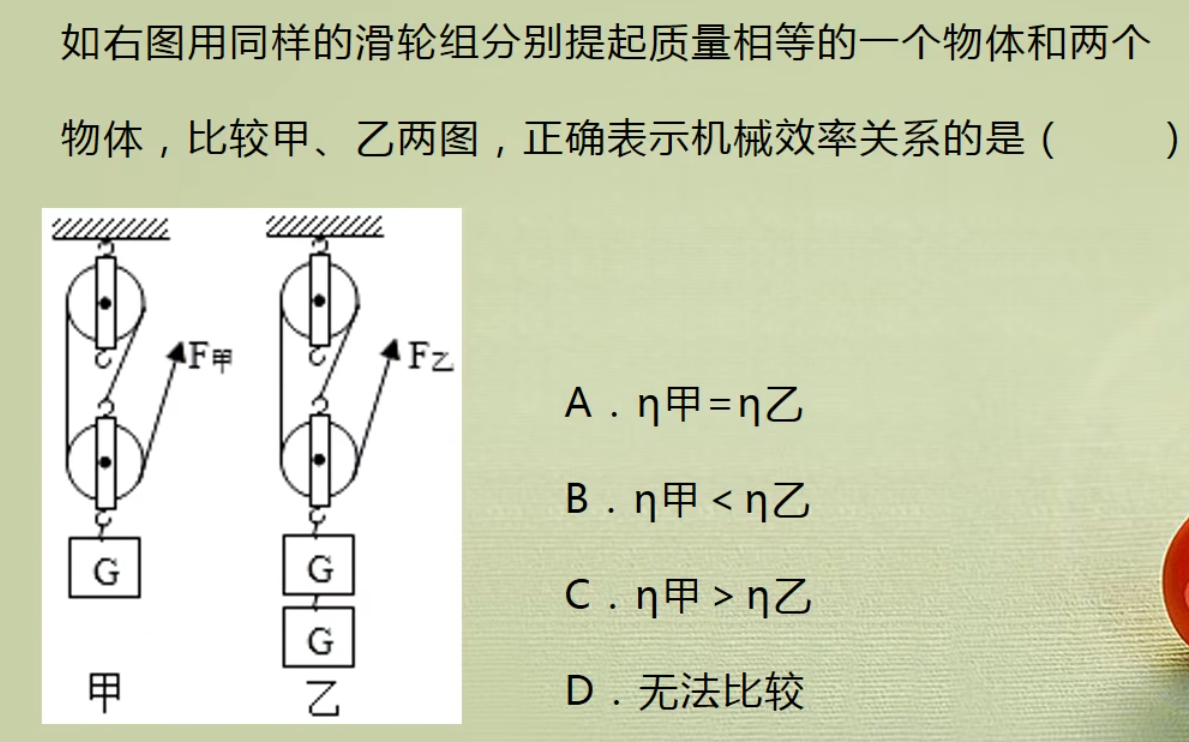 如右图用同样的滑轮组分别提起质量相等的一个物体和两个
物体，比较甲、乙两图，正确表示机械效率关系的是（　　）
F甲
F乙
G
G
G
甲
乙
A．η甲=η乙
B．η甲＜η乙
C．η甲＞η乙
D．无法比较